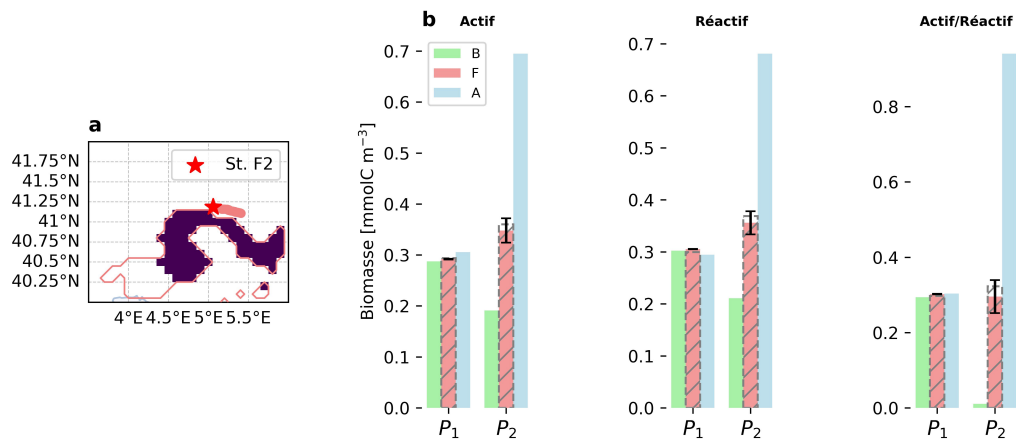 a
St. F2
41.75°N
41.5°N
41.25°N
41°N
40.75°N
40.5°N
40.25°N
4°E 4.5°E 5°E 5.5°E
b
Actif
B
F
A
Biomasse [mmolC m⁻³]
0.7
0.6
0.5
0.4
0.3
0.2
0.1
0.0
P₁ P₂
Réactif
0.7
0.6
0.5
0.4
0.3
0.2
0.1
0.0
P₁ P₂
Actif/Réactif
0.8
0.6
0.4
0.2
0.0
P₁ P₂